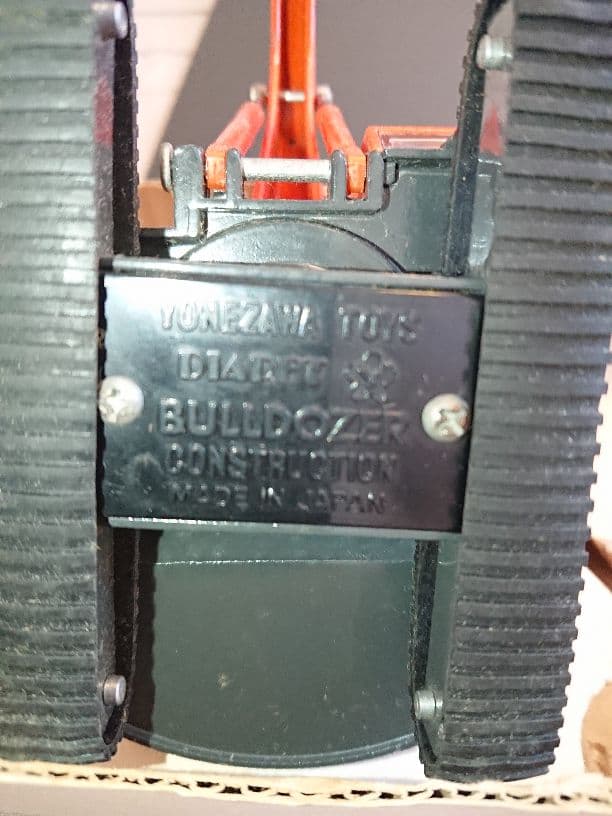 YONEZAWA TOYS
DIAPET
BULLDOZER
CONSTRUCTION
MADE IN JAPAN